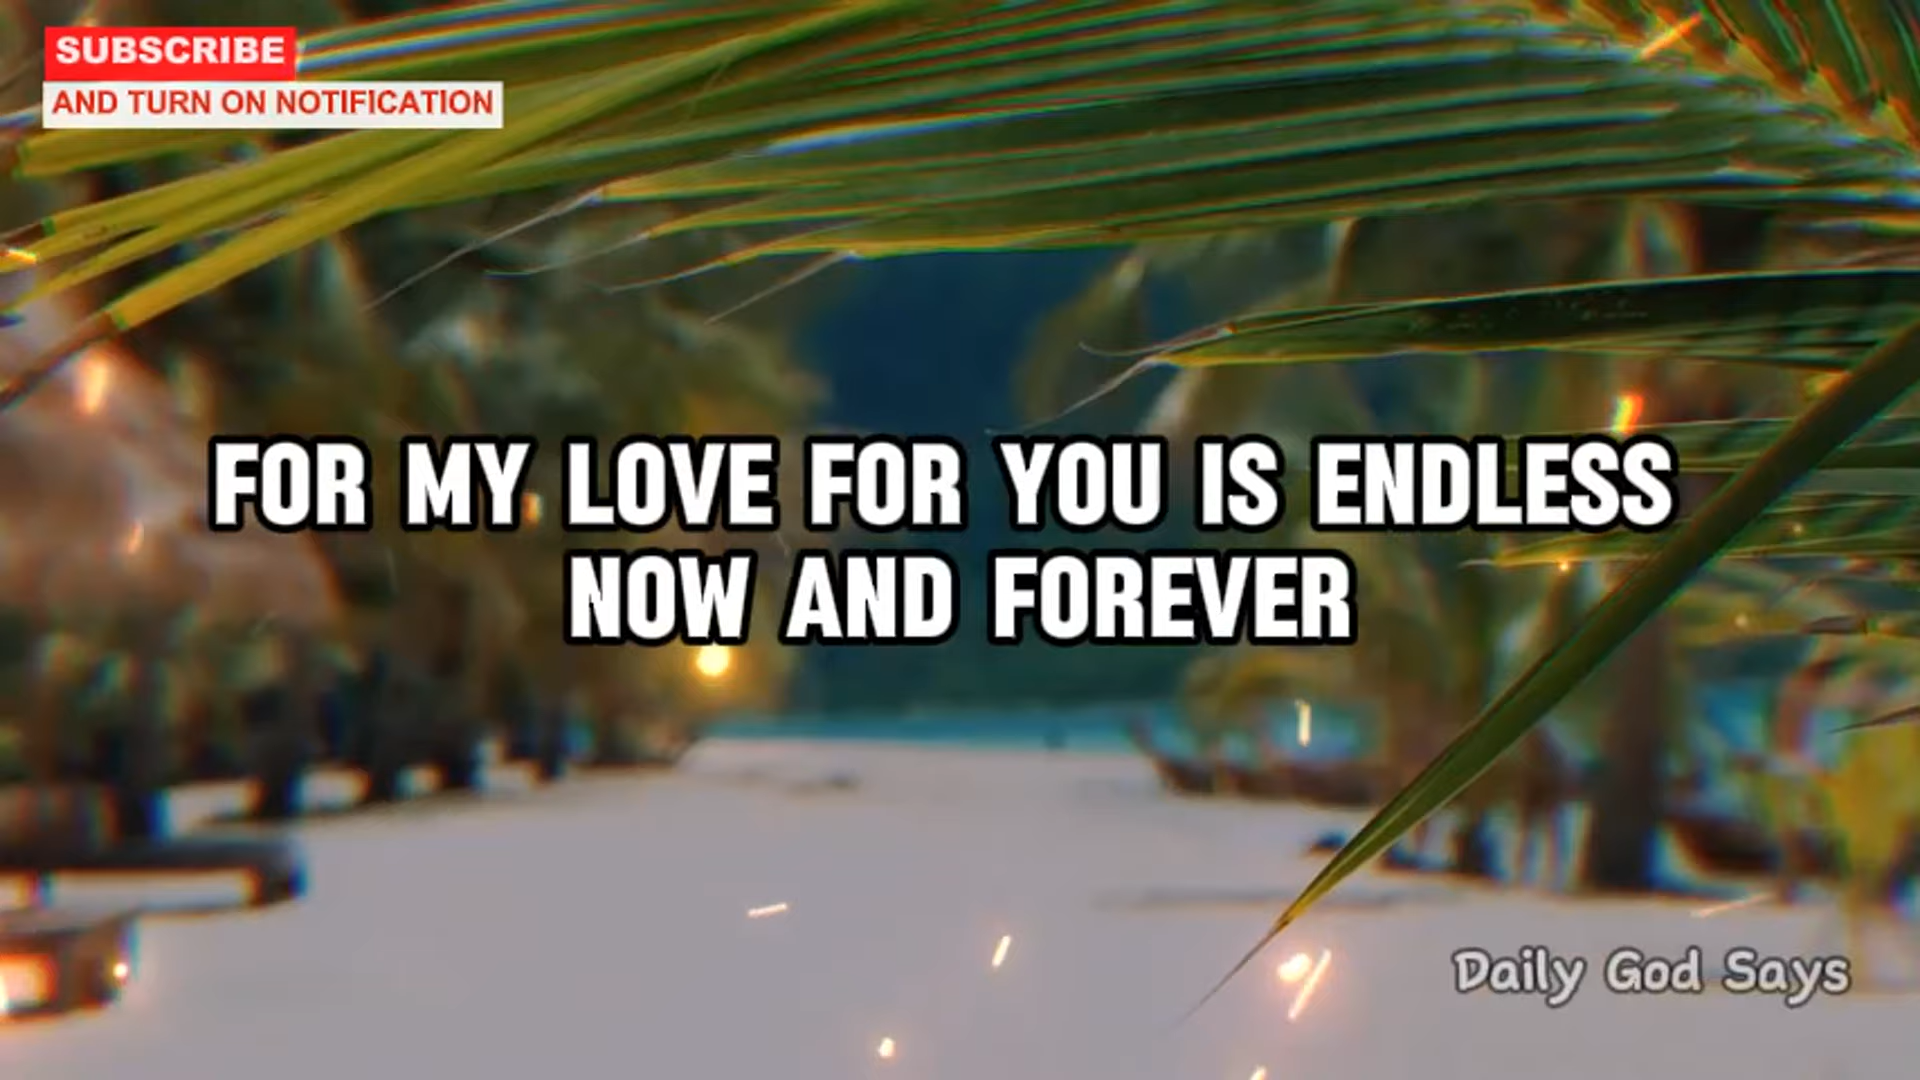 SUBSCRIBE
AND TURN ON NOTIFICATION
FOR MY LOVE FOR YOU IS ENDLESS
NOW AND FOREVER
Daily God Says